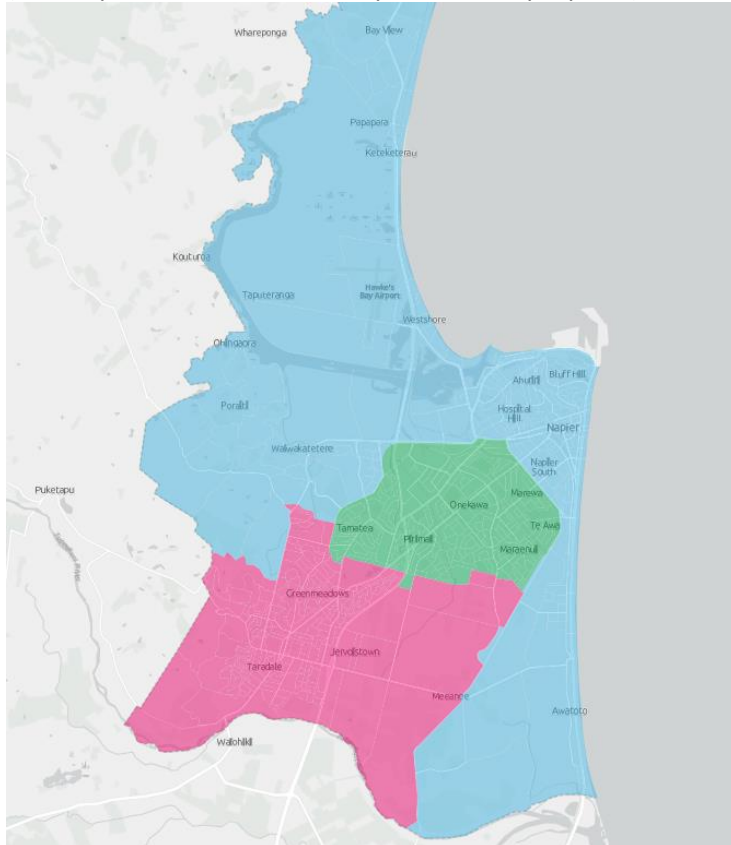 Whareponga
Bay View
Papapara
Keteketerau
Kouturoa
Taputeranga
Hawke's
Bay Airport
Westshore
Ohingaora
Ahuriri
Bluff Hill
Poraiti
Hospital
Hill
Napier
Waiwakatetere
Napier
South
Puketapu
Marewa
Onekawa
Tamatea
Te Awa
Pirimai
Maraenui
Greenmeadows
Jervoistown
Taradale
Meeanee
Awatoto
Waiohiki